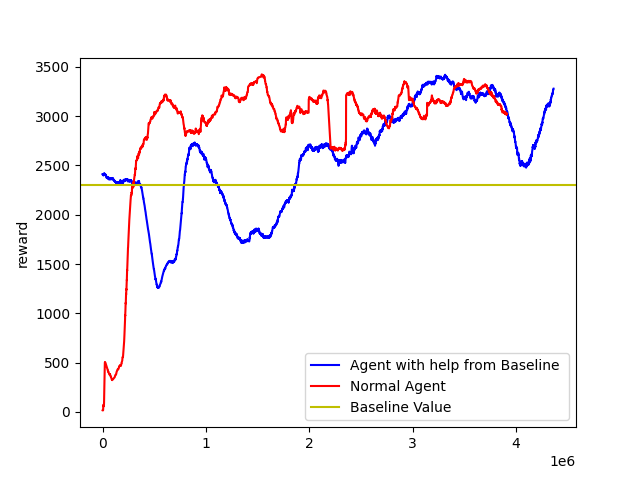 3500
3000
2500
2000
1500
1000
500
0
reward
Agent with help from Baseline
Normal Agent
Baseline Value
0 1 2 3 4
1e6